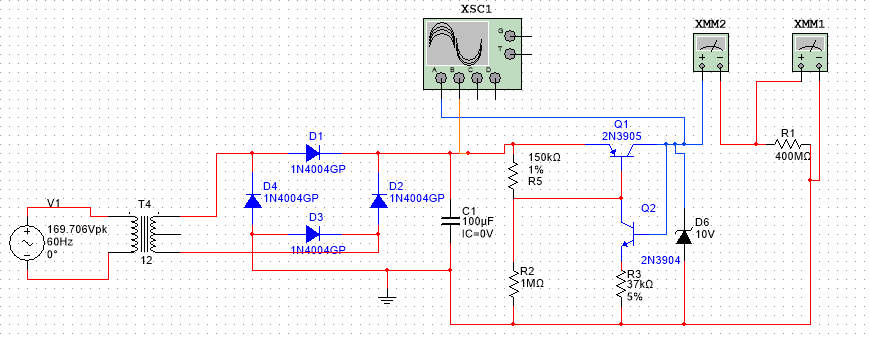 XSC1
G
T
A B C D
XMM2
XMM1
+ -
+ -
V1
169.706Vpk
60Hz
0°
T4
12
D1
1N4004GP
D4
1N4004GP
D2
1N4004GP
D3
1N4004GP
C1
100µF
IC=0V
150kΩ
1%
R5
R2
1MΩ
Q1
2N3905
Q2
2N3904
R3
37kΩ
5%
D6
10V
R1
400MΩ